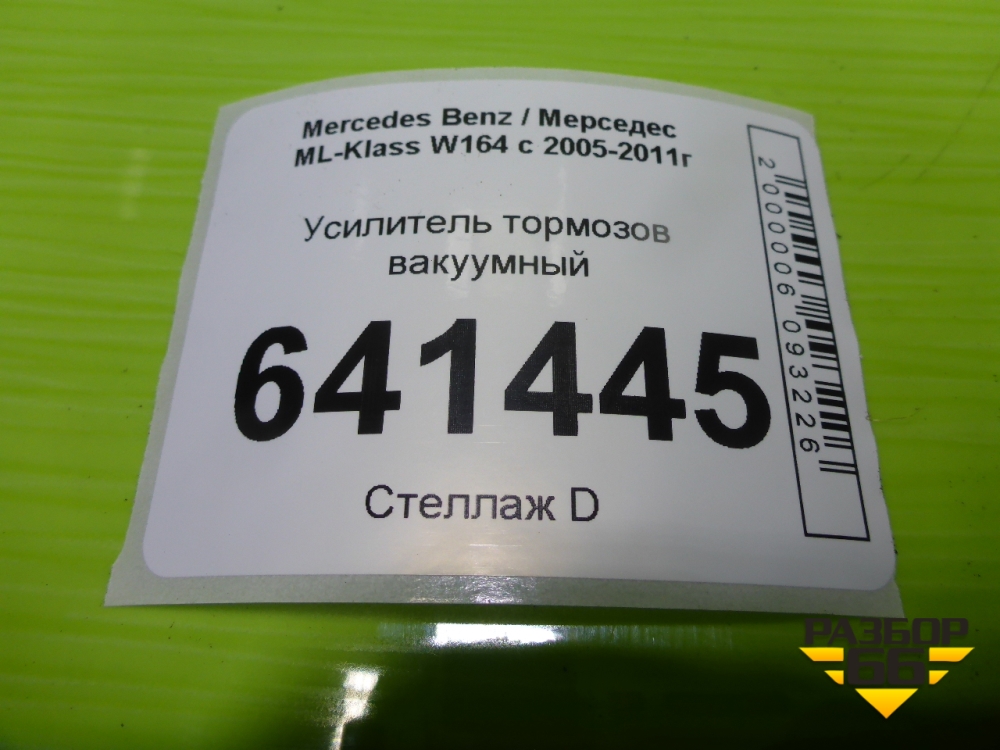 Mercedes Benz / Мерседес
ML-Klass W164 с 2005-2011г
Усилитель тормозов
вакуумный
641445
Стеллаж D
2000006093226
РАЗБОР
66